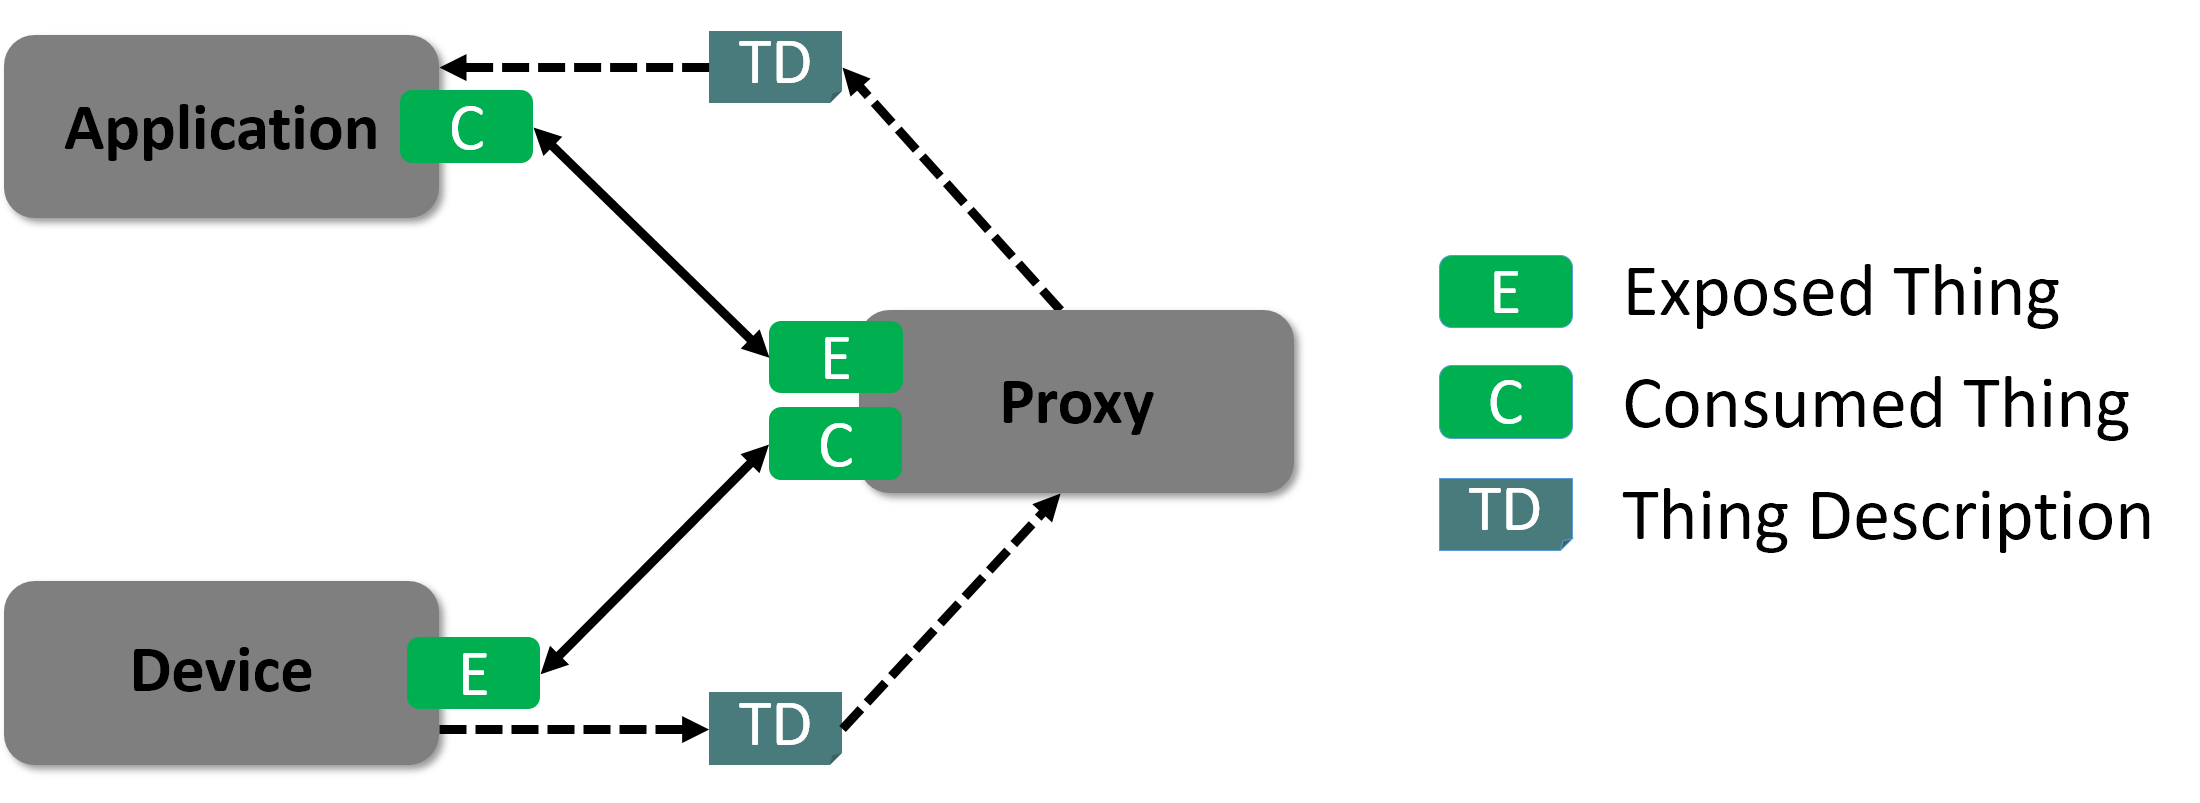 TD
Application
C
E
Proxy
C
Device
E
TD
E Exposed Thing
C Consumed Thing
TD Thing Description